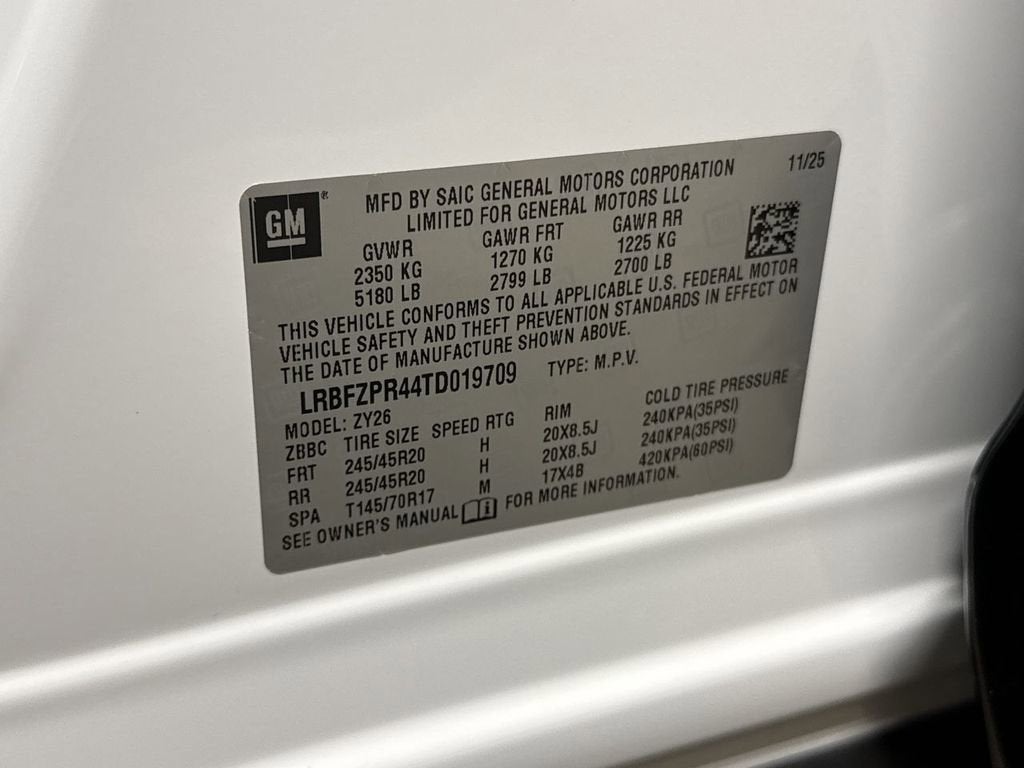 GM ® MFD BY SAIC GENERAL MOTORS CORPORATION 11/25
LIMITED FOR GENERAL MOTORS LLC
GVWR GAWR FRT GAWR RR
2350 KG 1270 KG 1225 KG
5180 LB 2799 LB 2700 LB
THIS VEHICLE CONFORMS TO ALL APPLICABLE U.S. FEDERAL MOTOR
VEHICLE SAFETY AND THEFT PREVENTION STANDARDS IN EFFECT ON
THE DATE OF MANUFACTURE SHOWN ABOVE.
LRBFZPR44TD019709 TYPE: M.P.V.
MODEL: ZY26
ZBBC TIRE SIZE SPEED RTG RIM COLD TIRE PRESSURE
FRT 245/45R20 H 20X8.5J 240KPA(35PSI)
RR 245/45R20 H 20X8.5J 240KPA(35PSI)
SPA T145/70R17 M 17X4B 420KPA(60PSI)
SEE OWNER'S MANUAL i FOR MORE INFORMATION.